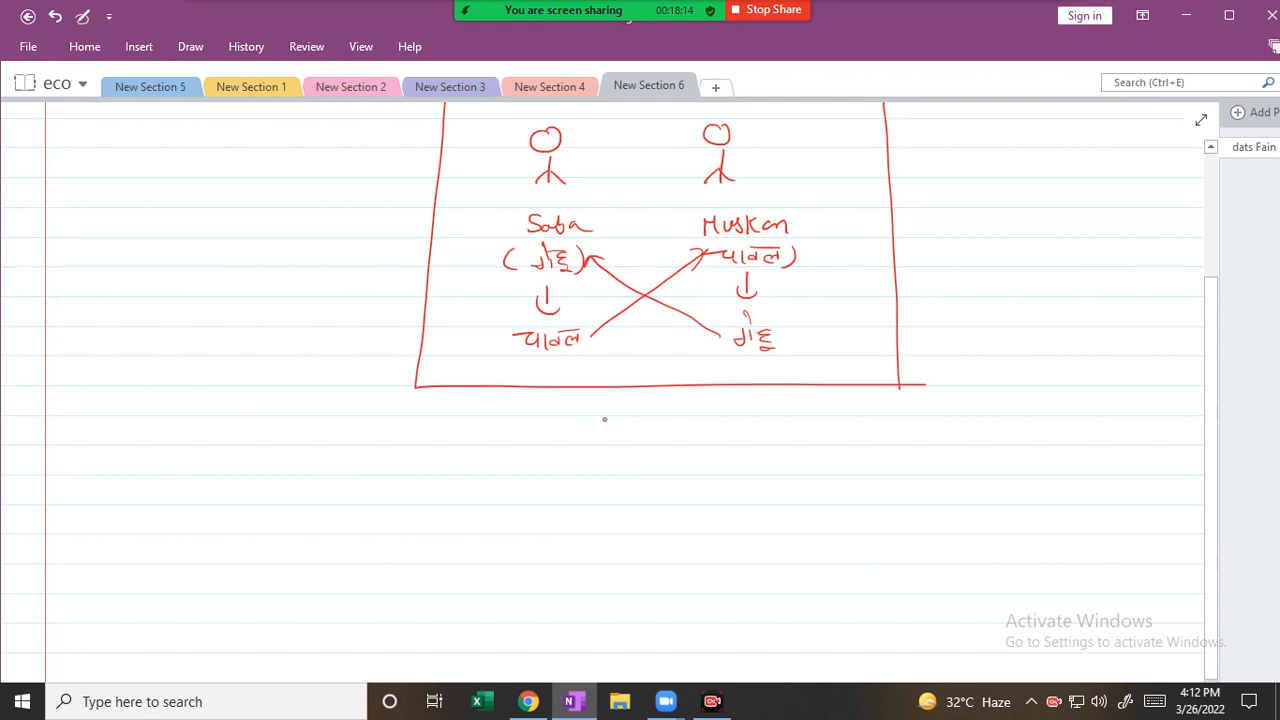 You are screen sharing 00:18:14 Stop Share
Sign in
File Home Insert Draw History Review View Help
eco New Section 5 New Section 1 New Section 2 New Section 3 New Section 4 New Section 6 Search (Ctrl+E)
Add P
dats Fain
Saba Muskan
(गेहूँ) चावल)
चावल गेहूँ
Activate Windows
Go to Settings to activate Windows.
Type here to search 32°C Haze 4:12 PM
3/26/2022